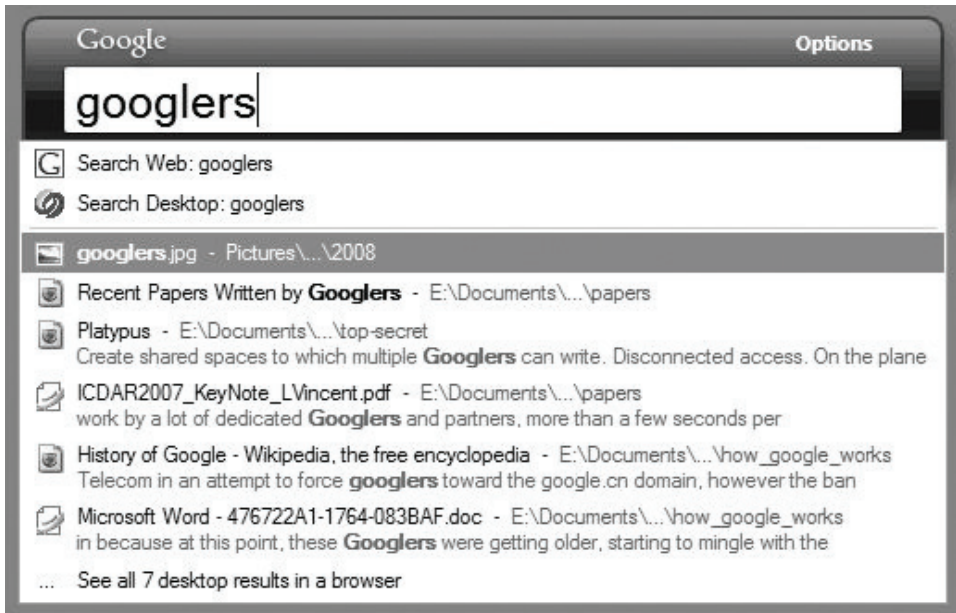 Google
Options
googlers
Search Web: googlers
Search Desktop: googlers
googlers.jpg - Pictures\...\2008
Recent Papers Written by Googlers - E:\Documents\...\papers
Platypus - E:\Documents\...\top-secret
Create shared spaces to which multiple Googlers can write. Disconnected access. On the plane
ICDAR2007_KeyNote_LVincent.pdf - E:\Documents\...\papers
work by a lot of dedicated Googlers and partners, more than a few seconds per
History of Google - Wikipedia, the free encyclopedia - E:\Documents\...\how_google_works
Telecom in an attempt to force googlers toward the google.cn domain, however the ban
Microsoft Word - 476722A1-1764-083BAF.doc - E:\Documents\...\how_google_works
in because at this point, these Googlers were getting older, starting to mingle with the
... See all 7 desktop results in a browser